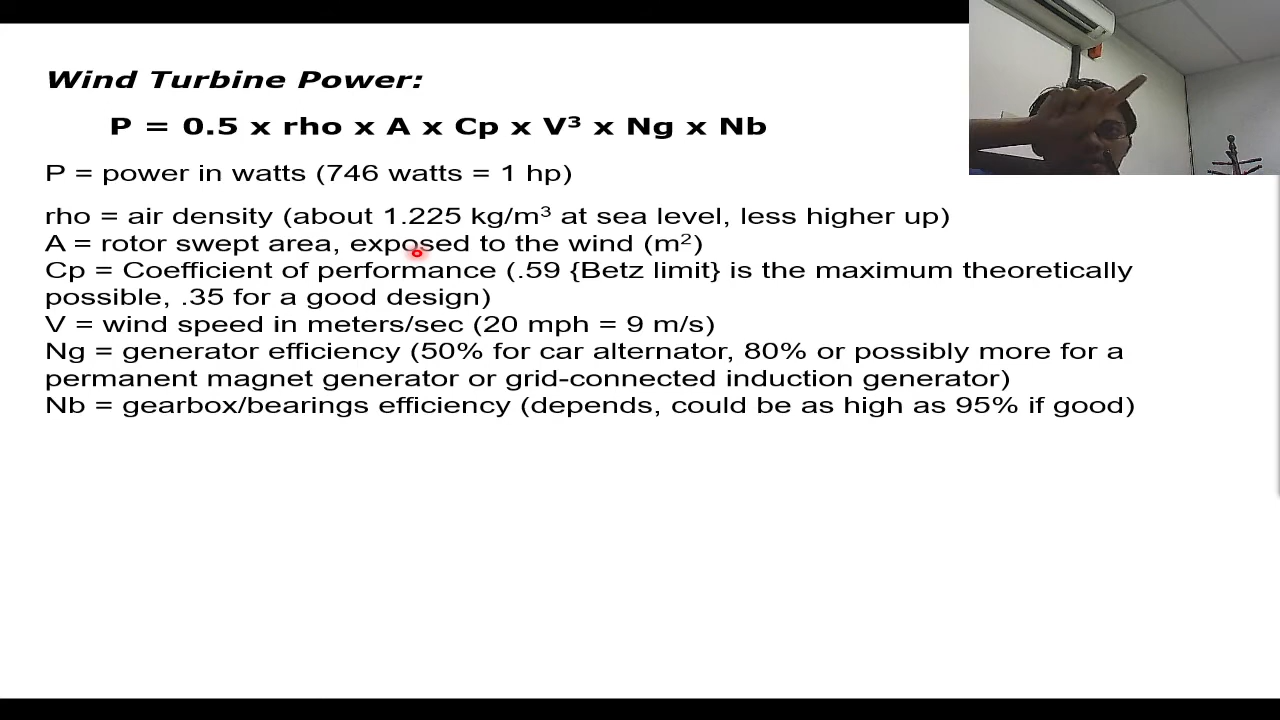 Wind Turbine Power:
P = 0.5 x rho x A x Cp x V³ x Ng x Nb
P = power in watts (746 watts = 1 hp)
rho = air density (about 1.225 kg/m³ at sea level, less higher up)
A = rotor swept area, exposed to the wind (m²)
Cp = Coefficient of performance (.59 {Betz limit} is the maximum theoretically
possible, .35 for a good design)
V = wind speed in meters/sec (20 mph = 9 m/s)
Ng = generator efficiency (50% for car alternator, 80% or possibly more for a
permanent magnet generator or grid-connected induction generator)
Nb = gearbox/bearings efficiency (depends, could be as high as 95% if good)